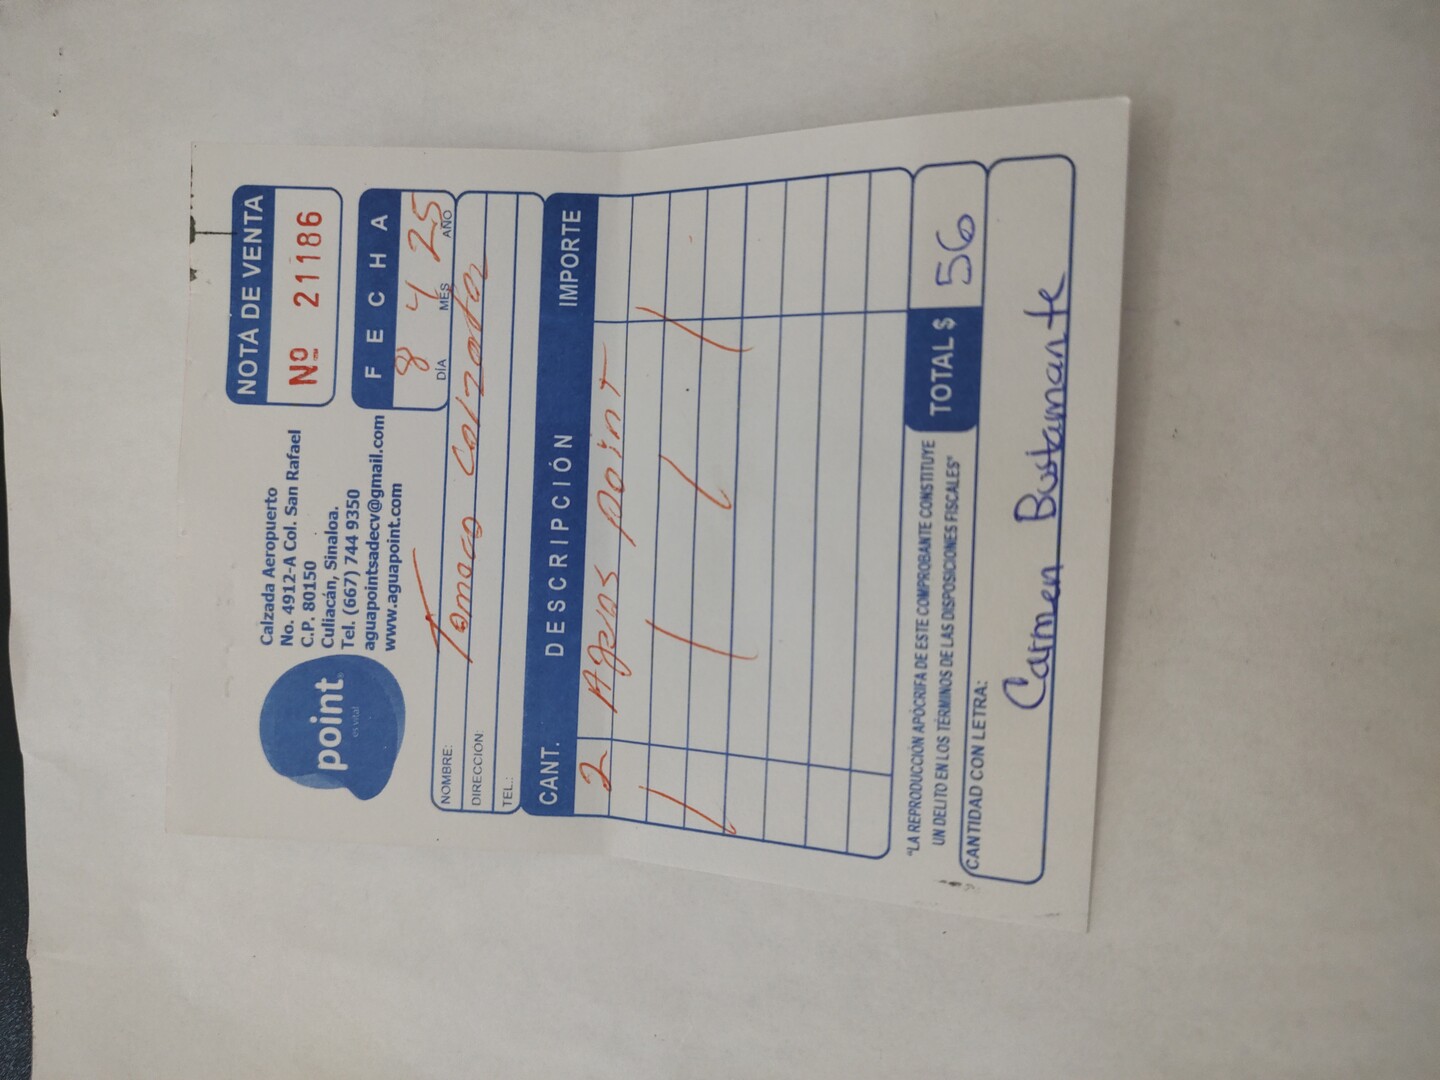 point
es vital
Calzada Aeropuerto
No. 4912-A Col. San Rafael
C.P. 80150
Culiacán, Sinaloa.
Tel. (667) 744 9350
aguapointsadecv@gmail.com
www.aguapoint.com
NOTA DE VENTA
Nº 21186
FECHA
8 4 25
DÍA MES AÑO
NOMBRE:
DIRECCIÓN:
TEL.:
CANT. DESCRIPCIÓN IMPORTE
2 Aguas point
"LA REPRODUCCIÓN APÓCRIFA DE ESTE COMPROBANTE CONSTITUYE
UN DELITO EN LOS TÉRMINOS DE LAS DISPOSICIONES FISCALES"
TOTAL $ 56
CANTIDAD CON LETRA:
Carmen Bustamante